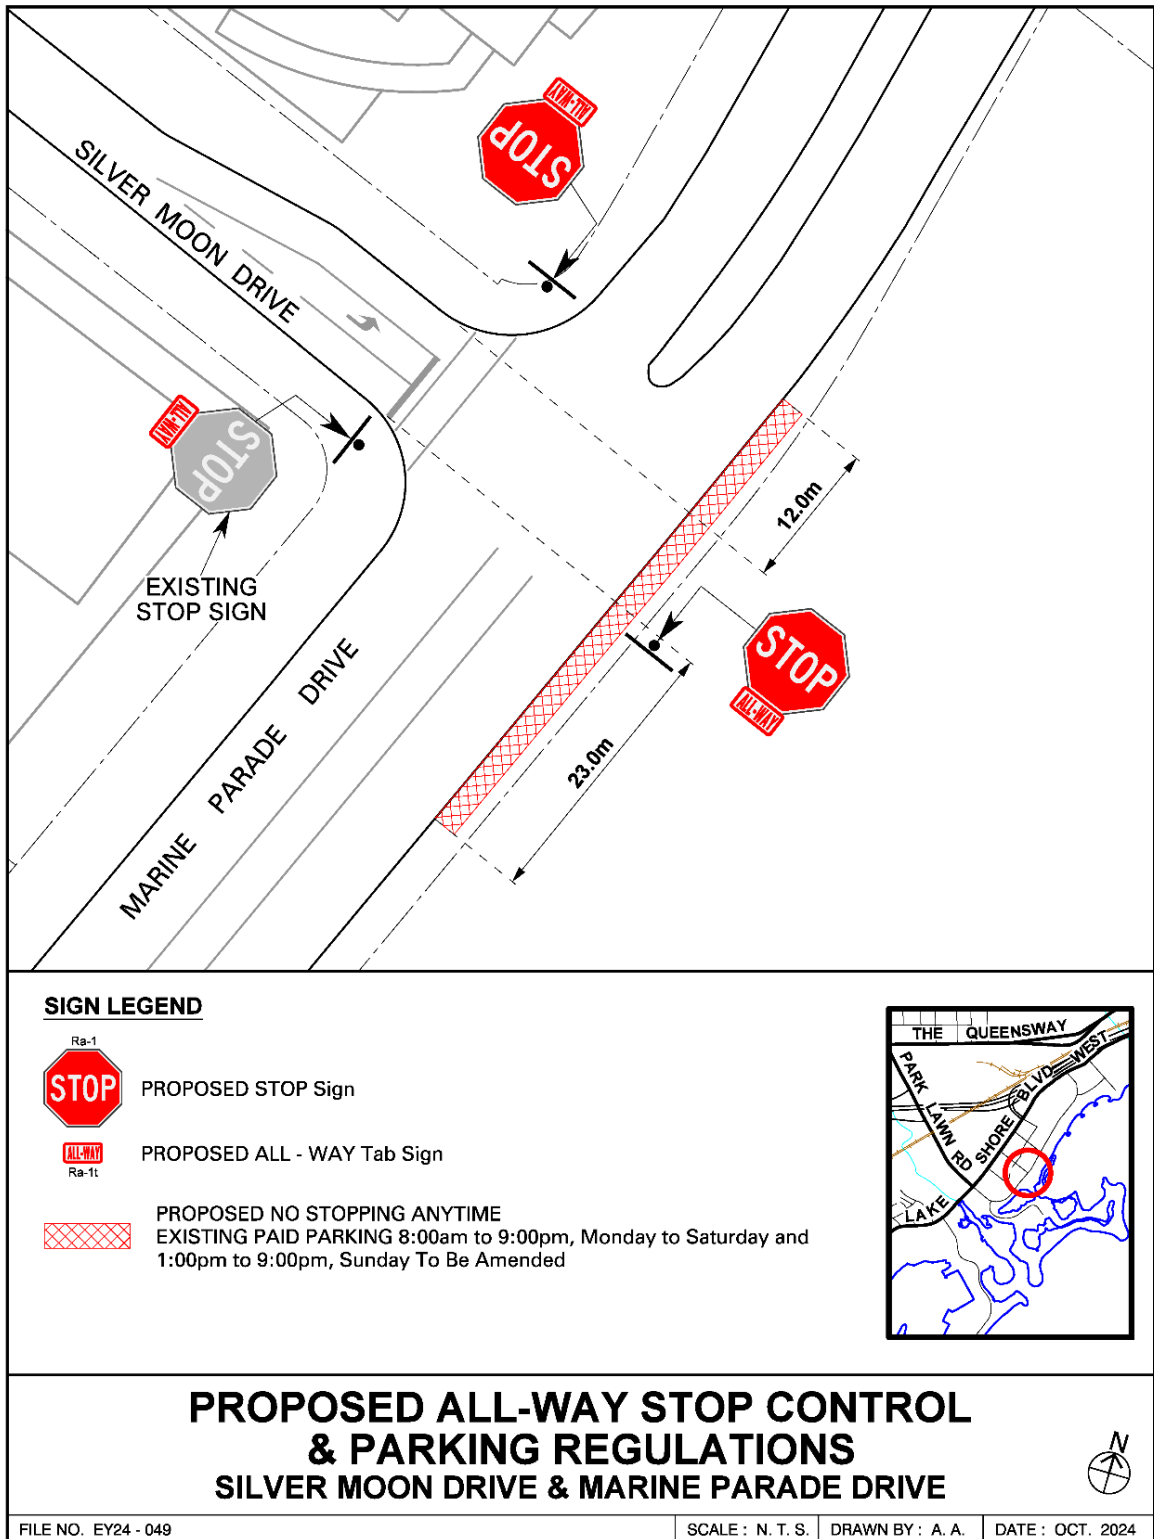 ALL-WAY
STOP
SILVER MOON DRIVE
ALL-WAY
STOP
EXISTING
STOP SIGN
12.0m
STOP
ALL-WAY
23.0m
MARINE PARADE DRIVE
SIGN LEGEND
Ra-1
STOP
PROPOSED STOP Sign
ALL-WAY
Ra-1t
PROPOSED ALL - WAY Tab Sign
PROPOSED NO STOPPING ANYTIME
EXISTING PAID PARKING 8:00am to 9:00pm, Monday to Saturday and
1:00pm to 9:00pm, Sunday To Be Amended
THE QUEENSWAY
PARK LAWN RD
LAKE SHORE BLVD WEST
PROPOSED ALL-WAY STOP CONTROL
& PARKING REGULATIONS
SILVER MOON DRIVE & MARINE PARADE DRIVE
N
FILE NO. EY24 - 049
SCALE : N. T. S.
DRAWN BY : A. A.
DATE : OCT. 2024